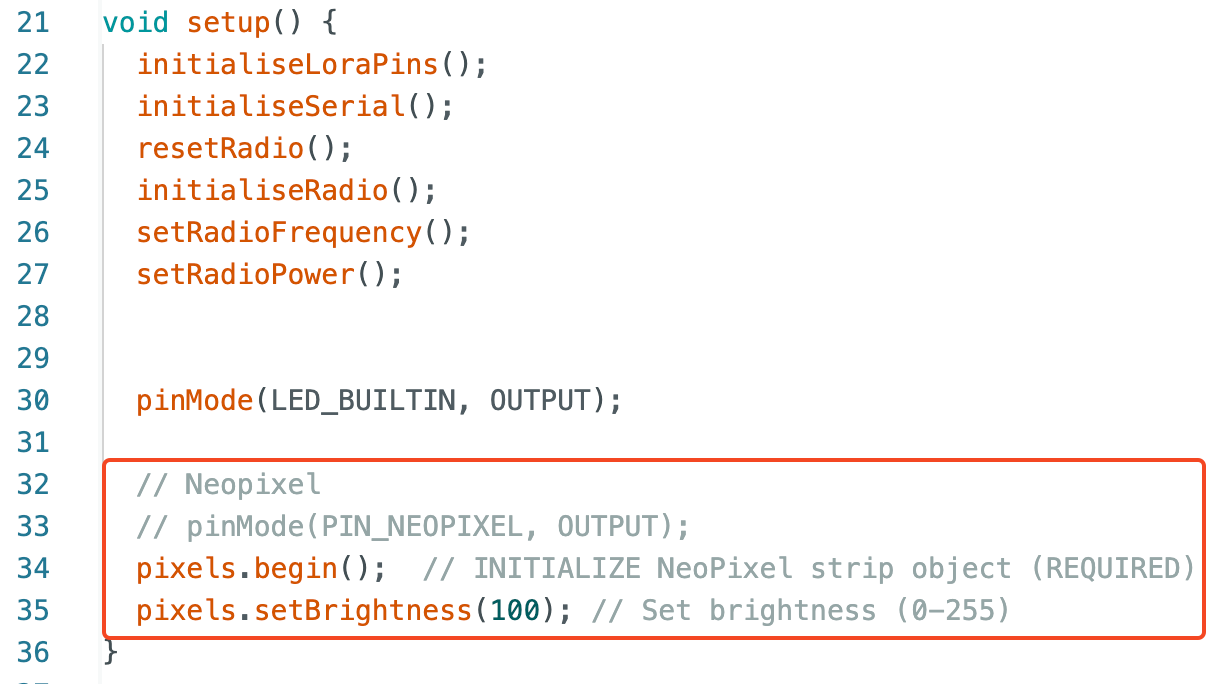 21 void setup() {
22 initialiseLoraPins();
23 initialiseSerial();
24 resetRadio();
25 initialiseRadio();
26 setRadioFrequency();
27 setRadioPower();
28
29
30 pinMode(LED_BUILTIN, OUTPUT);
31
32 // Neopixel
33 // pinMode(PIN_NEOPIXEL, OUTPUT);
34 pixels.begin();  // INITIALIZE NeoPixel strip object (REQUIRED)
35 pixels.setBrightness(100); // Set brightness (0-255)
36 }